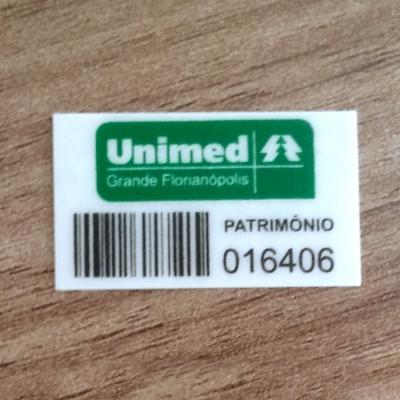 Unimed
Grande Florianópolis
PATRIMÔNIO
016406